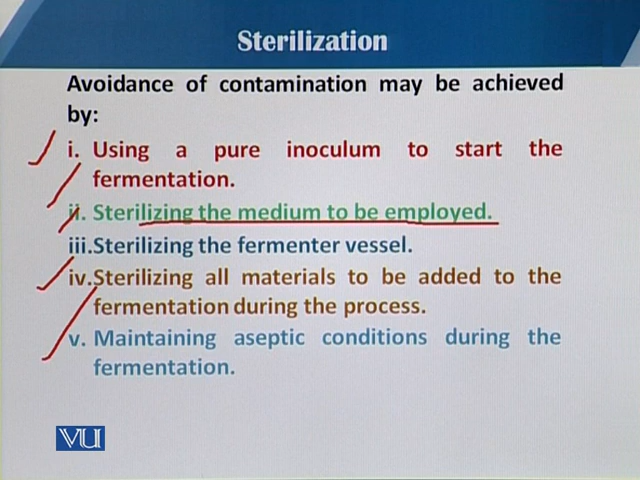 Sterilization
Avoidance of contamination may be achieved
by:
i. Using a pure inoculum to start the
fermentation.
ii. Sterilizing the medium to be employed.
iii.Sterilizing the fermenter vessel.
iv.Sterilizing all materials to be added to the
fermentation during the process.
v. Maintaining aseptic conditions during the
fermentation.
VU